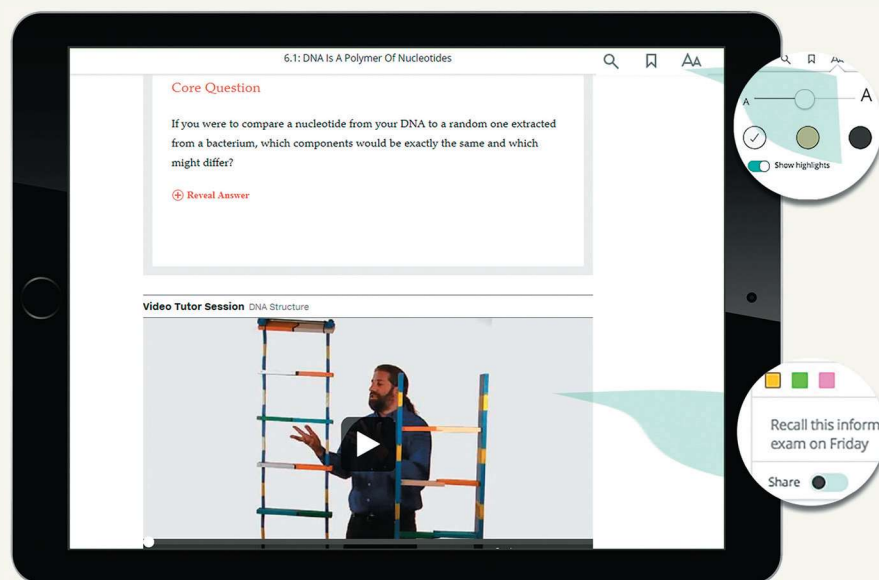 6.1: DNA Is A Polymer Of Nucleotides
AA
Core Question
If you were to compare a nucleotide from your DNA to a random one extracted
from a bacterium, which components would be exactly the same and which
might differ?
Reveal Answer
Video Tutor Session DNA Structure
A A
Show highlights
Recall this inform
exam on Friday
Share